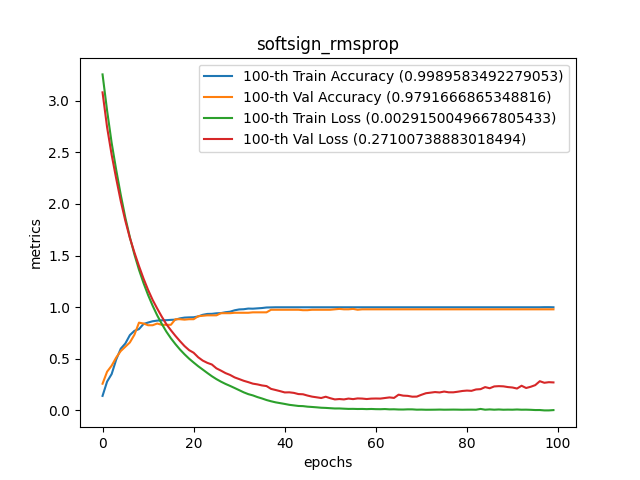 softsign_rmsprop
100-th Train Accuracy (0.9989583492279053)
100-th Val Accuracy (0.9791666865348816)
100-th Train Loss (0.0029150049667805433)
100-th Val Loss (0.27100738883018494)
metrics
3.0
2.5
2.0
1.5
1.0
0.5
0.0
0 20 40 60 80 100
epochs